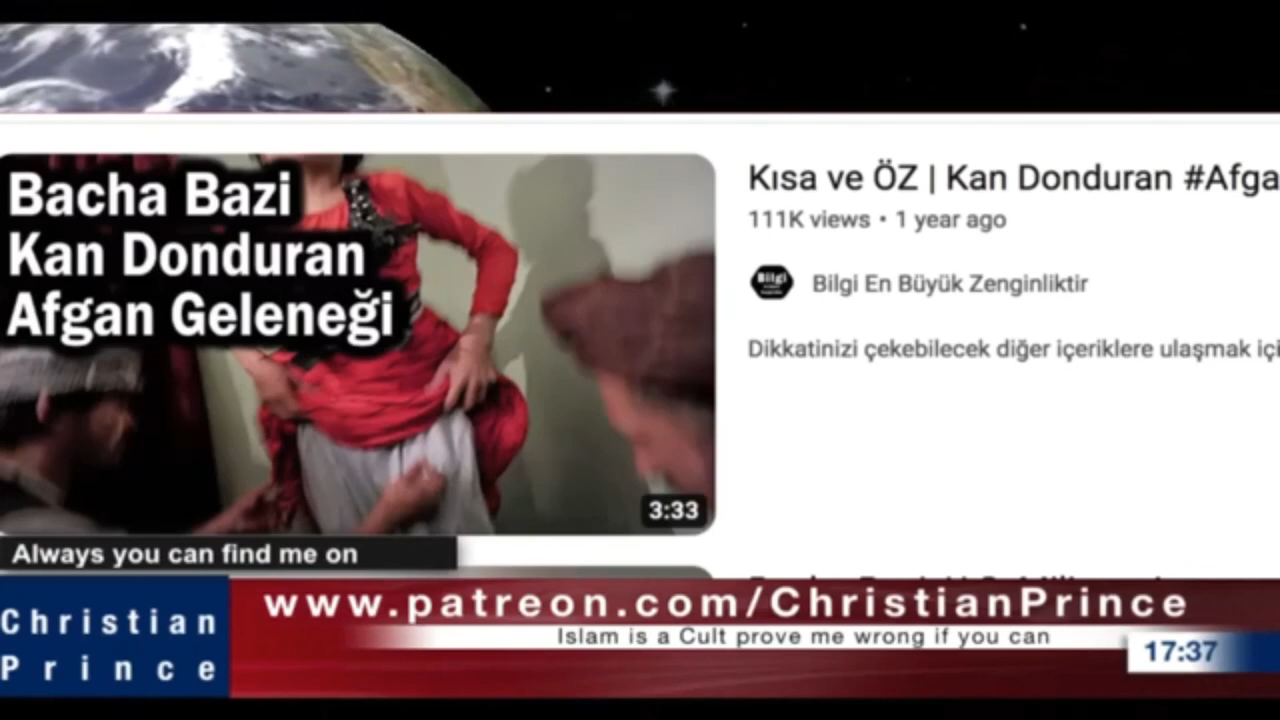 Bacha Bazi
Kan Donduran
Afgan Geleneği
3:33
Kısa ve ÖZ | Kan Donduran #Afga
111K views • 1 year ago
Bilgi
Bilgi En Büyük Zenginliktir
Dikkatinizi çekebilecek diğer içeriklere ulaşmak içi
Always you can find me on
Christian
Prince
www.patreon.com/ChristianPrince
Islam is a Cult prove me wrong if you can
17:37